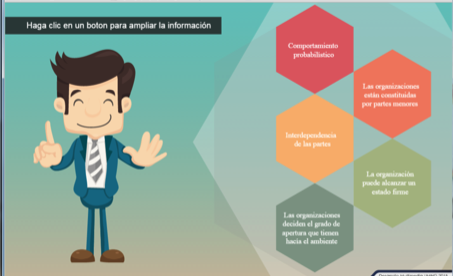 Haga clic en un boton para ampliar la información
Comportamiento
probabilístico
Las organizaciones
están constituidas
por partes menores
Interdependencia
de las partes
La organización
puede alcanzar un
estado firme
Las organizaciones
deciden el grado de
apertura que tienen
hacia el ambiente